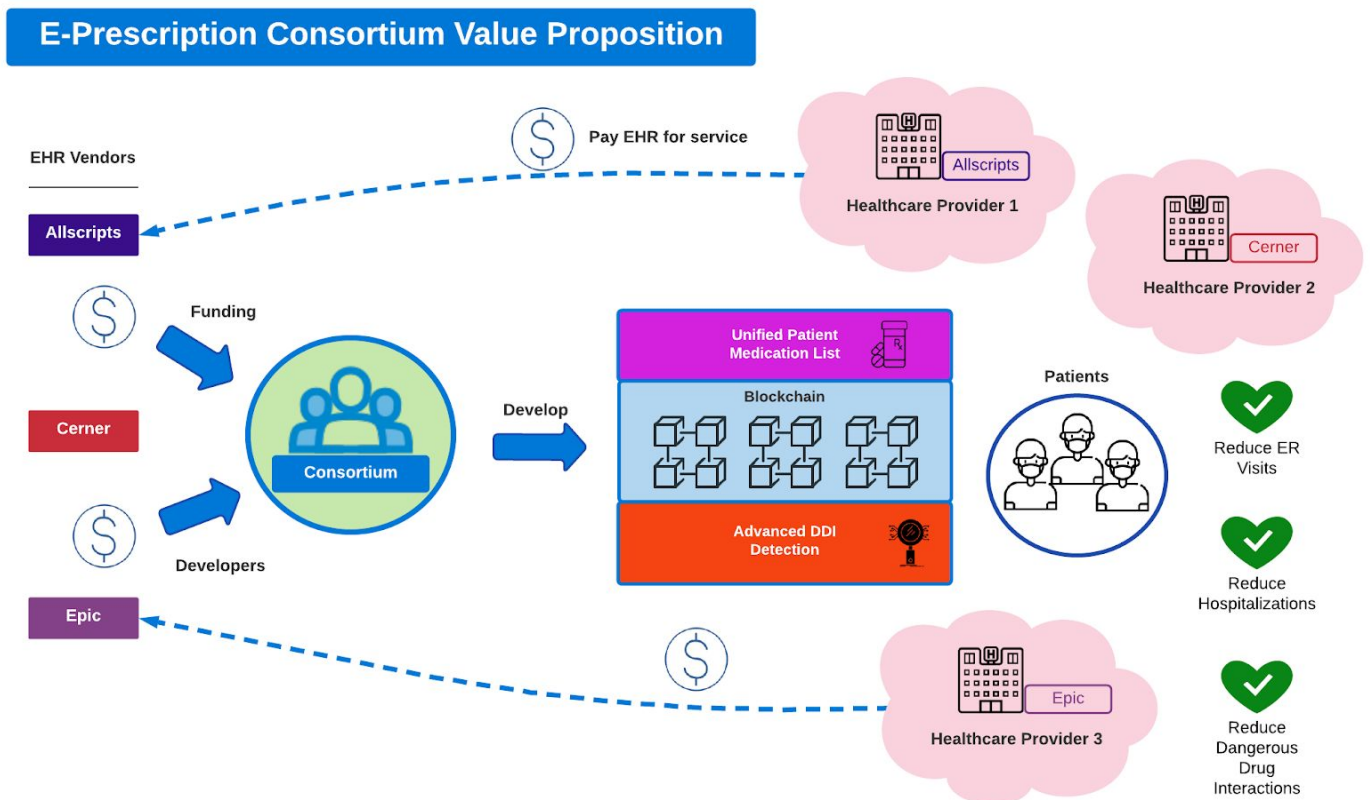 E-Prescription Consortium Value Proposition
Pay EHR for service
EHR Vendors
Allscripts
H
Allscripts
Healthcare Provider 1
H
Cerner
Healthcare Provider 2
$
$
Funding
Unified Patient
Medication List
Rx
Patients
Develop
Blockchain
Cerner
Consortium
Reduce ER
Visits
$
Developers
Advanced DDI
Detection
Reduce
Hospitalizations
Epic
$
H
Epic
Healthcare Provider 3
Reduce
Dangerous
Drug
Interactions